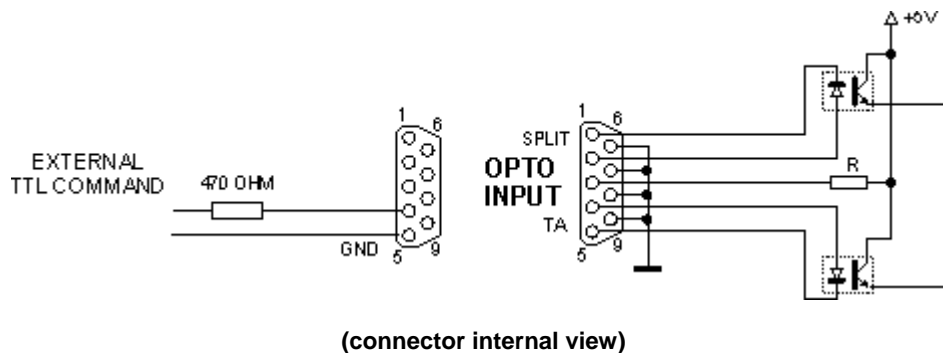 +5V
1
6
1
6
SPLIT
EXTERNAL
TTL COMMAND
470 OHM
OPTO
INPUT
R
TA
GND
5
9
5
9
(connector internal view)